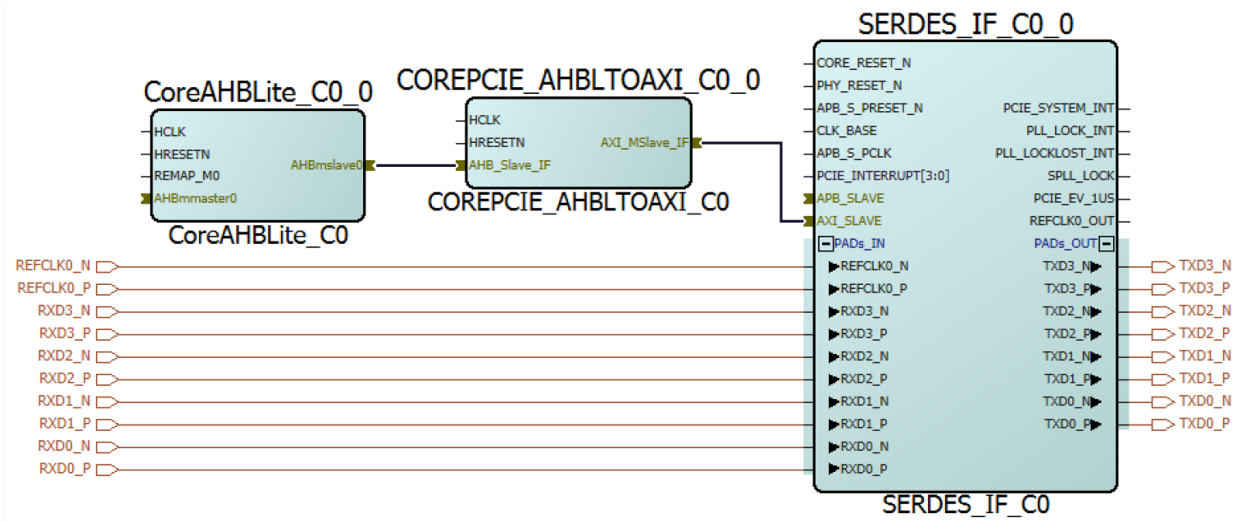 SERDES_IF_C0_0
CORE_RESET_N
PHY_RESET_N
APB_S_PRESET_N PCIE_SYSTEM_INT
CLK_BASE PLL_LOCK_INT
APB_S_PCLK PLL_LOCKLOST_INT
PCIE_INTERRUPT[3:0] SPLL_LOCK
APB_SLAVE PCIE_EV_1US
AXI_SLAVE REFCLK0_OUT
PADs_IN PADs_OUT
COREPCIE_AHBLTOAXI_C0_0
HCLK
HRESETN AXI_MSlave_IF
AHB_Slave_IF
COREPCIE_AHBLTOAXI_C0
CoreAHBLite_C0_0
HCLK
HRESETN
REMAP_M0 AHBmslave0
AHBmmaster0
CoreAHBLite_C0
REFCLK0_N REFCLK0_N TXD3_N TXD3_N
REFCLK0_P REFCLK0_P TXD3_P TXD3_P
RXD3_N RXD3_N TXD2_N TXD2_N
RXD3_P RXD3_P TXD2_P TXD2_P
RXD2_N RXD2_N TXD1_N TXD1_N
RXD2_P RXD2_P TXD1_P TXD1_P
RXD1_N RXD1_N TXD0_N TXD0_N
RXD1_P RXD1_P TXD0_P TXD0_P
RXD0_N RXD0_N
RXD0_P RXD0_P
SERDES_IF_C0